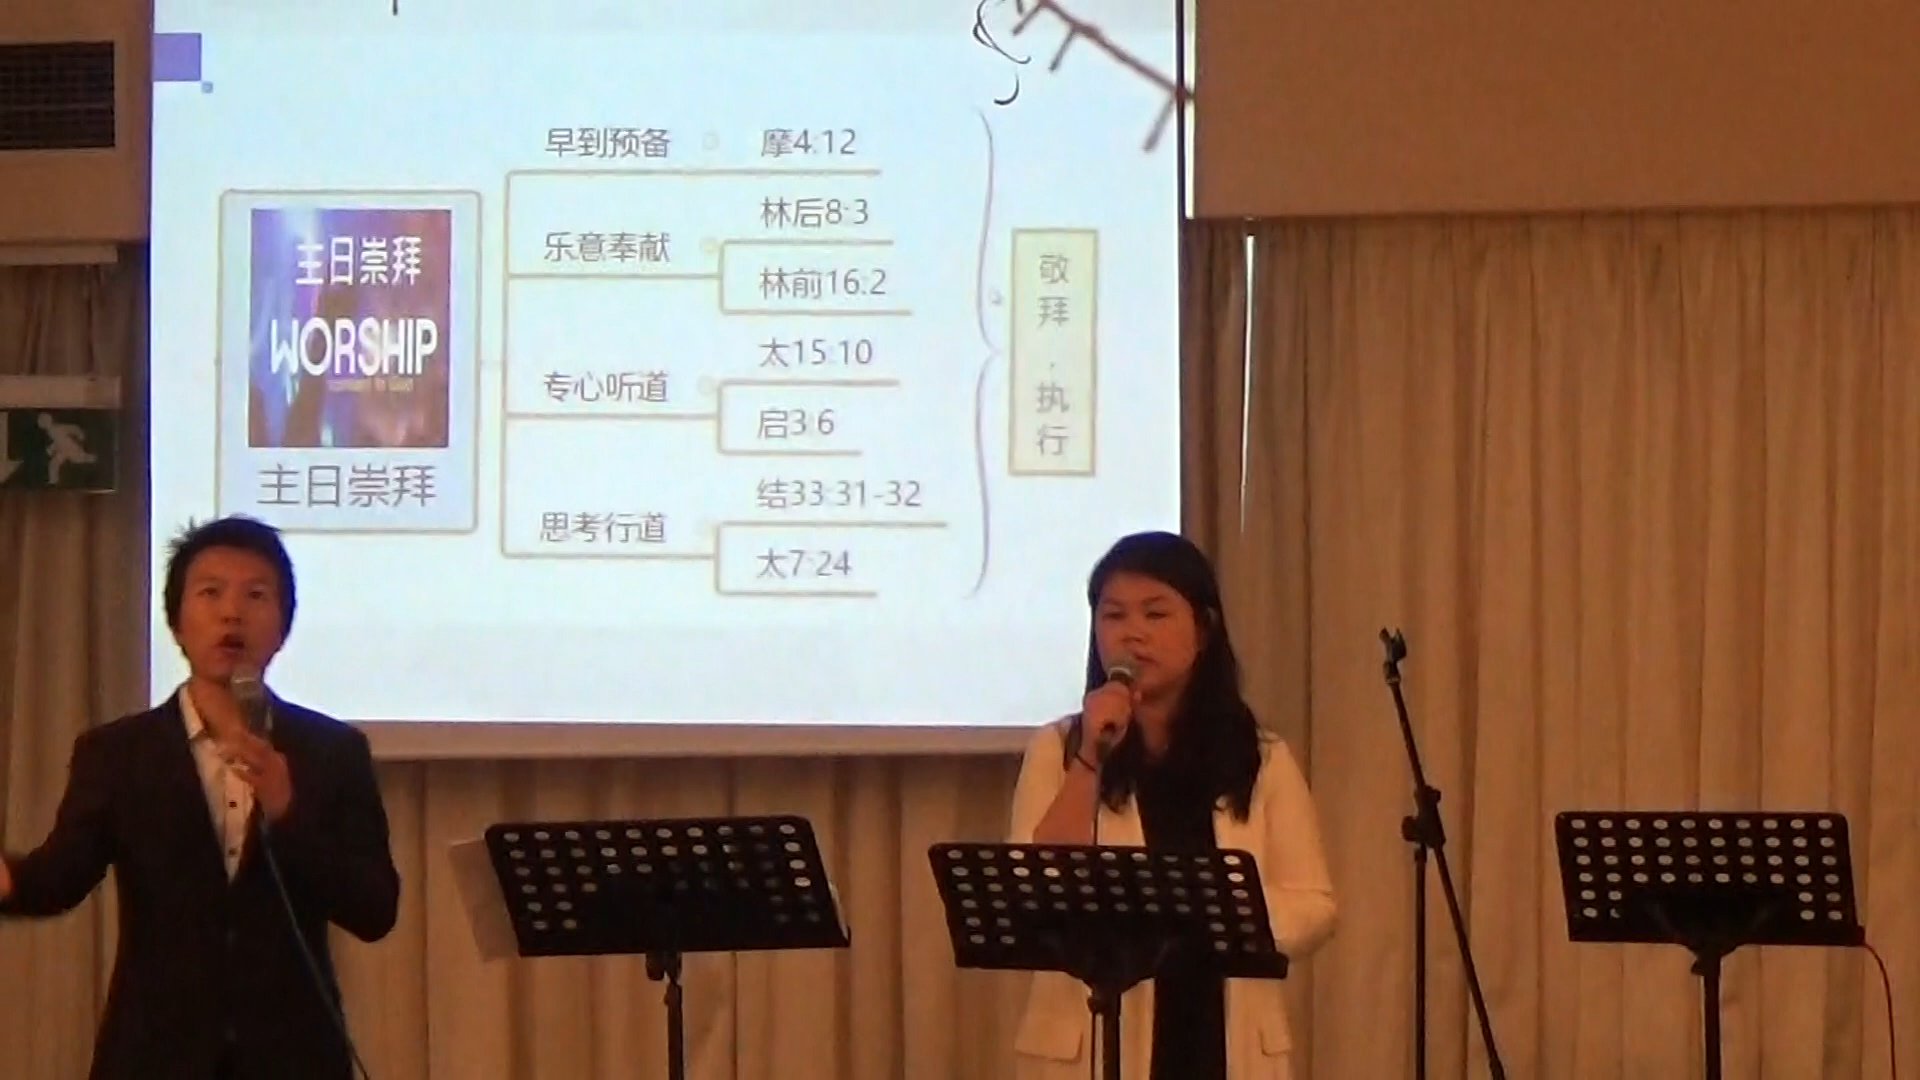 早到预备
摩4:12
乐意奉献
林后8:3
林前16:2
主日崇拜
WORSHIP
专心听道
太15:10
启3:6
主日崇拜
思考行道
结33:31-32
太7:24
敬拜，执行